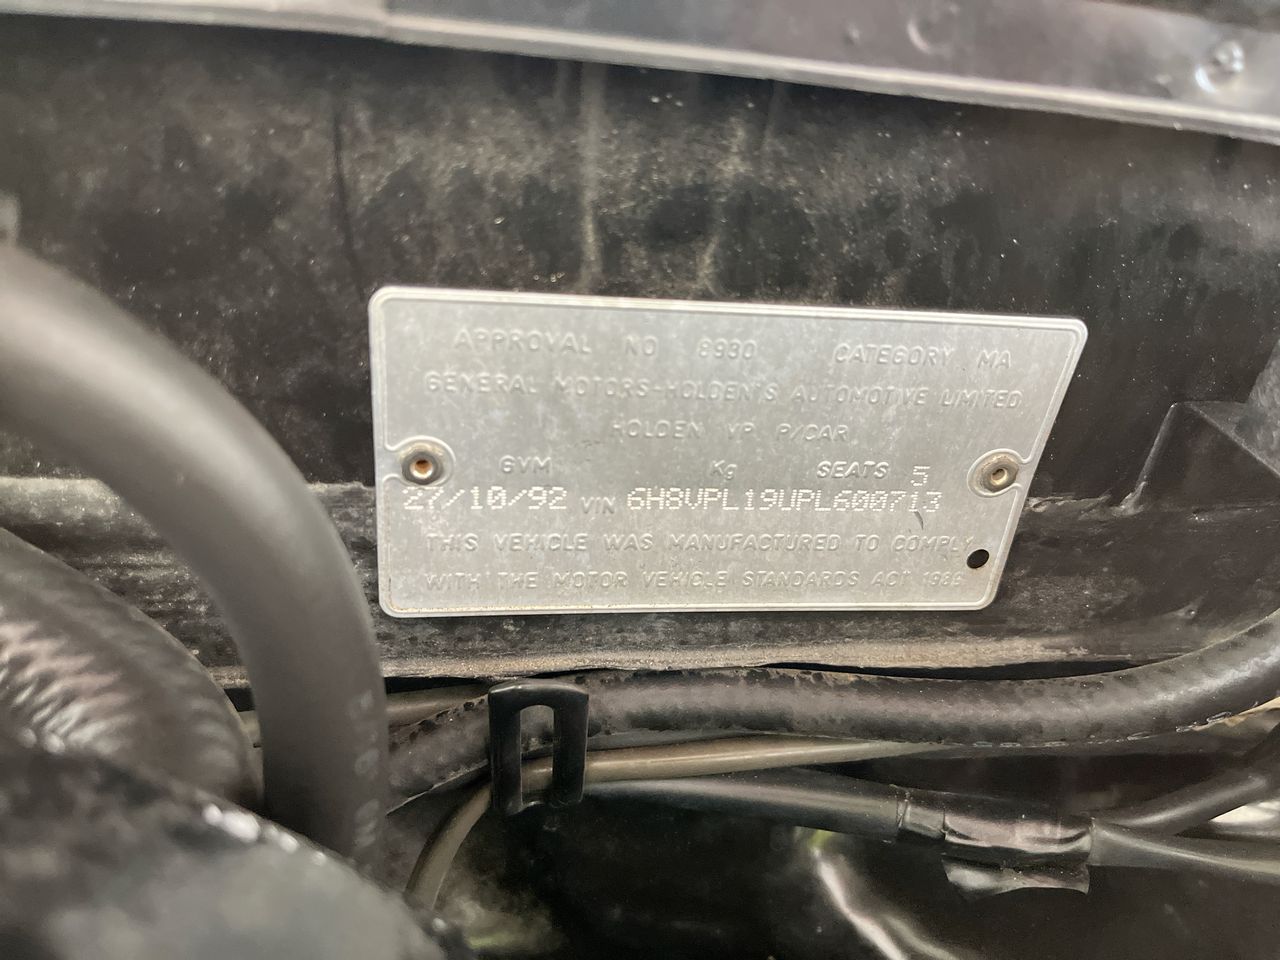 APPROVAL NO 8930 CATEGORY MA
GENERAL MOTORS-HOLDEN'S AUTOMOTIVE LIMITED
HOLDEN VP P/CAR
GVM Kg SEATS 5
27/10/92 VIN 6H8VPL19UPL600713
THIS VEHICLE WAS MANUFACTURED TO COMPLY
WITH THE MOTOR VEHICLE STANDARDS ACT 1989